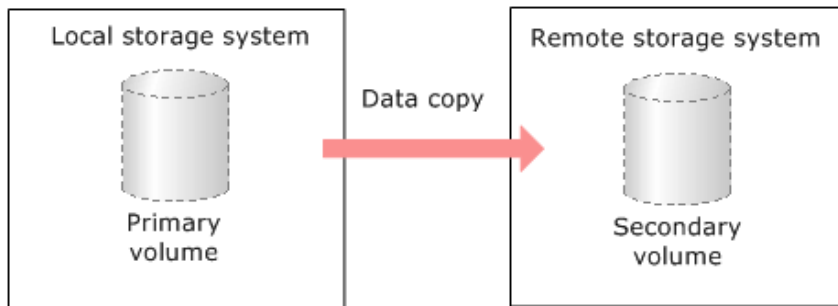 Local storage system
Remote storage system
Data copy
Primary
volume
Secondary
volume